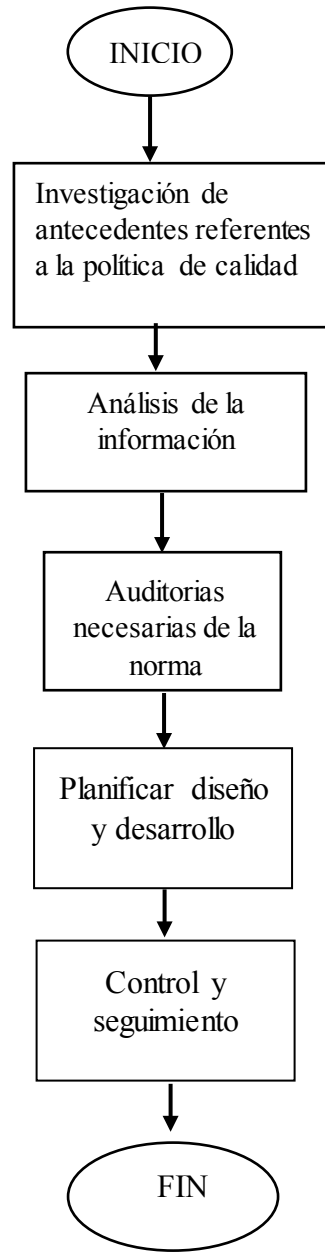 INICIO
Investigación de
antecedentes referentes
a la política de calidad
Análisis de la
información
Auditorias
necesarias de la
norma
Planificar diseño
y desarrollo
Control y
seguimiento
FIN